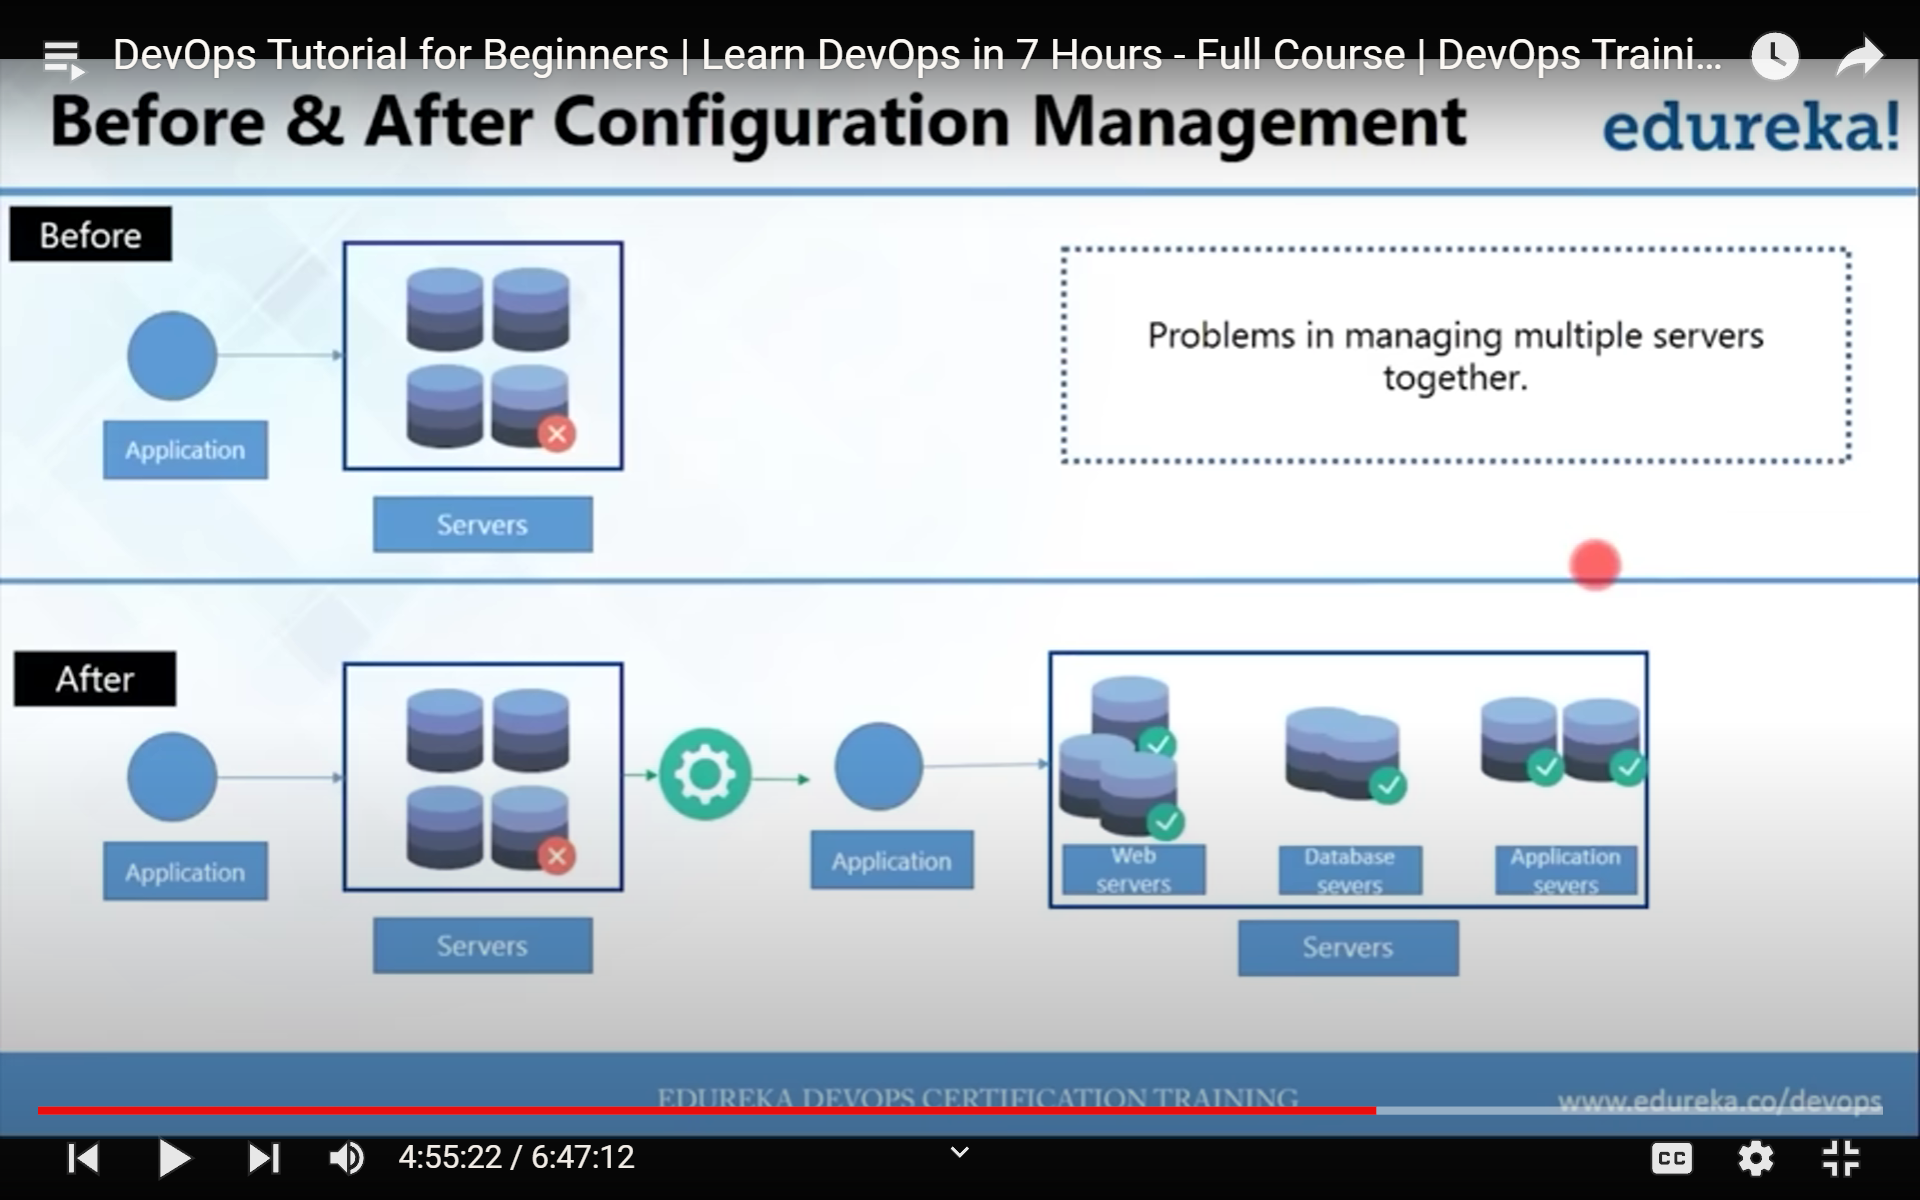 DevOps Tutorial for Beginners | Learn DevOps in 7 Hours - Full Course | DevOps Traini...
Before & After Configuration Management
edureka!
Before
Problems in managing multiple servers
together.
Application
Servers
After
Application
Servers
Application
Web
servers
Database
severs
Application
severs
Servers
EDUREKA DEVOPS CERTIFICATION TRAINING
www.edureka.co/devops
4:55:22 / 6:47:12
CC